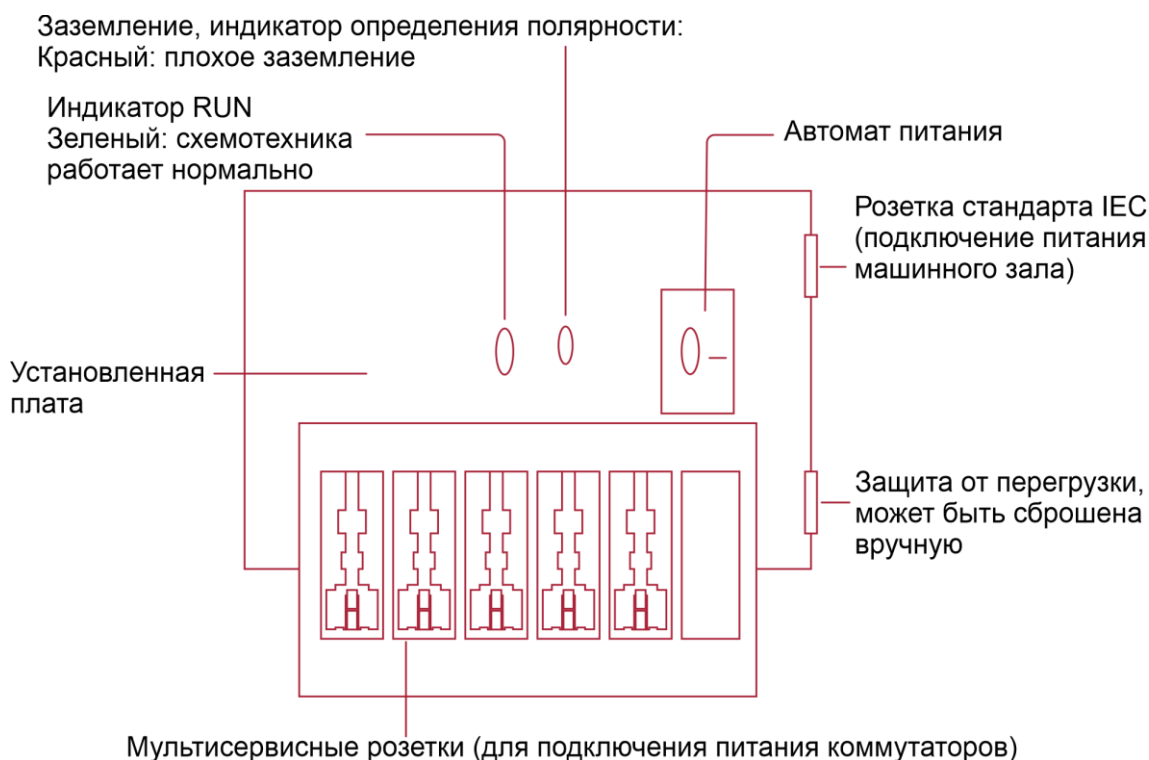 Заземление, индикатор определения полярности:
Красный: плохое заземление
Индикатор RUN
Зеленый: схемотехника
работает нормально
Автомат питания
Розетка стандарта IEC
(подключение питания
машинного зала)
Установленная
плата
Защита от перегрузки,
может быть сброшена
вручную
Мультисервисные розетки (для подключения питания коммутаторов)